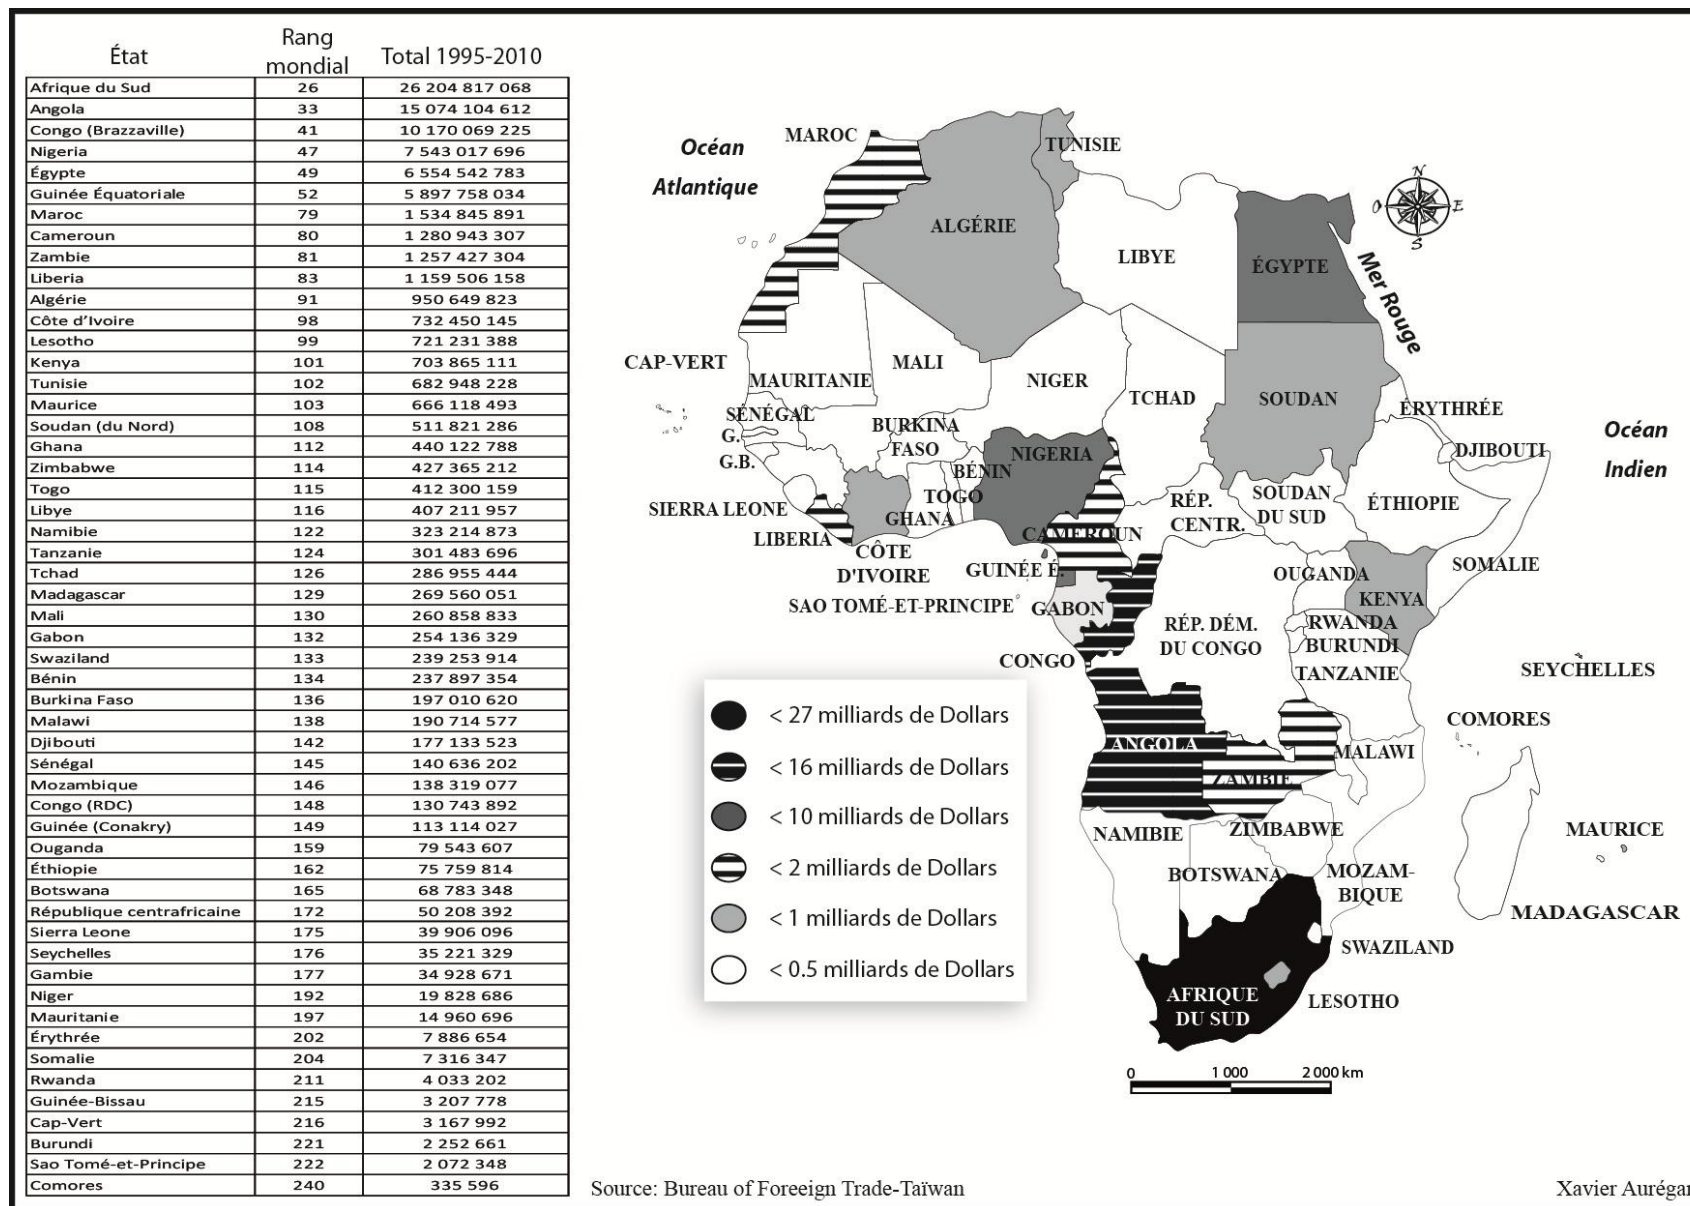 État Rang mondial Total 1995-2010
Afrique du Sud 26 26 204 817 068
Angola 33 15 074 104 612
Congo (Brazzaville) 41 10 170 069 225
Nigeria 47 7 543 017 696
Égypte 49 6 554 542 783
Guinée Équatoriale 52 5 897 758 034
Maroc 79 1 534 845 891
Cameroun 80 1 280 943 307
Zambie 81 1 257 427 304
Liberia 83 1 159 506 158
Algérie 91 950 649 823
Côte d'Ivoire 98 732 450 145
Lesotho 99 721 231 388
Kenya 101 703 865 111
Tunisie 102 682 948 228
Maurice 103 666 118 493
Soudan (du Nord) 108 511 821 286
Ghana 112 440 122 788
Zimbabwe 114 427 365 212
Togo 115 412 300 159
Libye 116 407 211 957
Namibie 122 323 214 873
Tanzanie 124 301 483 696
Tchad 126 286 955 444
Madagascar 129 269 560 051
Mali 130 260 858 833
Gabon 132 254 136 329
Swaziland 133 239 253 914
Bénin 134 237 897 354
Burkina Faso 136 197 010 620
Malawi 138 190 714 577
Djibouti 142 177 133 523
Sénégal 145 140 636 202
Mozambique 146 138 319 077
Congo (RDC) 148 130 743 892
Guinée (Conakry) 149 113 114 027
Ouganda 159 79 543 607
Éthiopie 162 75 759 814
Botswana 165 68 783 348
République centrafricaine 172 50 208 392
Sierra Leone 175 39 906 096
Seychelles 176 35 221 329
Gambie 177 34 928 671
Niger 192 19 828 686
Mauritanie 197 14 960 696
Érythrée 202 7 886 654
Somalie 204 7 316 347
Rwanda 211 4 033 202
Guinée-Bissau 215 3 207 778
Cap-Vert 216 3 167 992
Burundi 221 2 252 661
Sao Tomé-et-Principe 222 2 072 348
Comores 240 335 596
Océan
Atlantique
MAROC
TUNISIE
ALGÉRIE
LIBYE
ÉGYPTE
Mer Rouge
N
O
E
S
CAP-VERT
MAURITANIE
MALI
NIGER
TCHAD
SOUDAN
ÉRYTHRÉE
DJIBOUTI
Océan
Indien
SÉNÉGAL
G.
G.B.
BURKINA
FASO
BÉNIN
NIGERIA
TOGO
GHANA
SIERRA LEONE
LIBERIA
CÔTE
D'IVOIRE
CAMEROUN
RÉP.
CENTR.
SOUDAN
DU SUD
ÉTHIOPIE
SOMALIE
GUINÉE É.
SAO TOMÉ-ET-PRINCIPE
GABON
CONGO
RÉP. DÉM.
DU CONGO
OUGANDA
KENYA
RWANDA
BURUNDI
TANZANIE
SEYCHELLES
COMORES
ANGOLA
ZAMBIE
MALAWI
NAMIBIE
ZIMBABWE
BOTSWANA
MOZAM-
BIQUE
MAURICE
MADAGASCAR
SWAZILAND
LESOTHO
AFRIQUE
DU SUD
< 27 milliards de Dollars
< 16 milliards de Dollars
< 10 milliards de Dollars
< 2 milliards de Dollars
< 1 milliards de Dollars
< 0.5 milliards de Dollars
0 1 000 2 000 km
Source: Bureau of Foreeign Trade-Taïwan
Xavier Aurégan